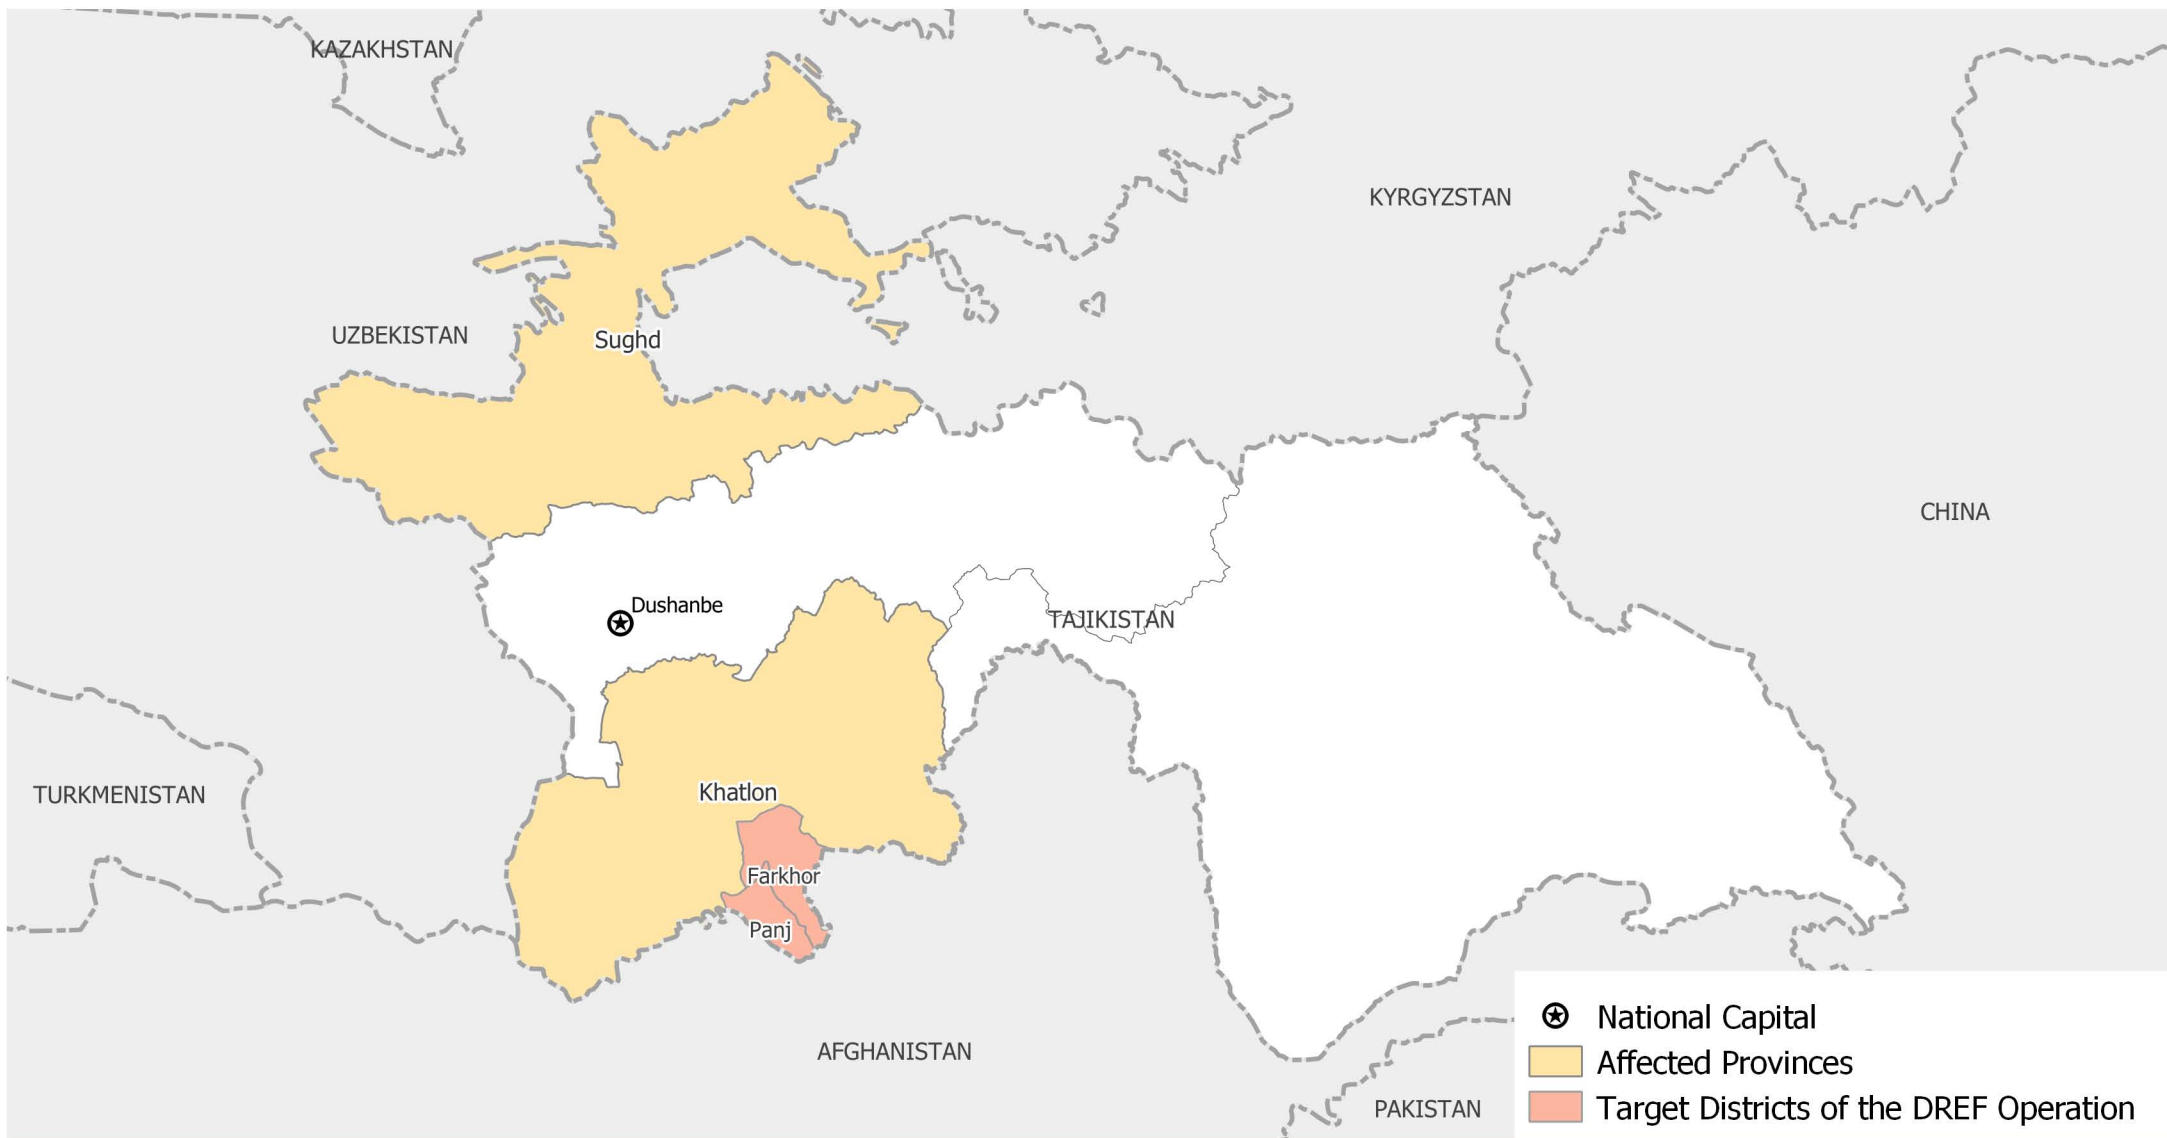 KAZAKHSTAN
KYRGYZSTAN
UZBEKISTAN
Sughd
CHINA
Dushanbe
TAJIKISTAN
TURKMENISTAN
Khatlon
Farkhor
Panj
AFGHANISTAN
PAKISTAN
National Capital
Affected Provinces
Target Districts of the DREF Operation